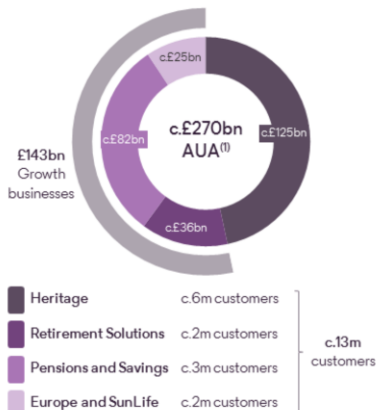 c.£25bn
c.£270bn
AUA(1)
c.£125bn
c.£82bn
£143bn
Growth
businesses
c.£36bn
Heritage c.6m customers
Retirement Solutions c.2m customers
c.13m
customers
Pensions and Savings c.3m customers
Europe and SunLife c.2m customers